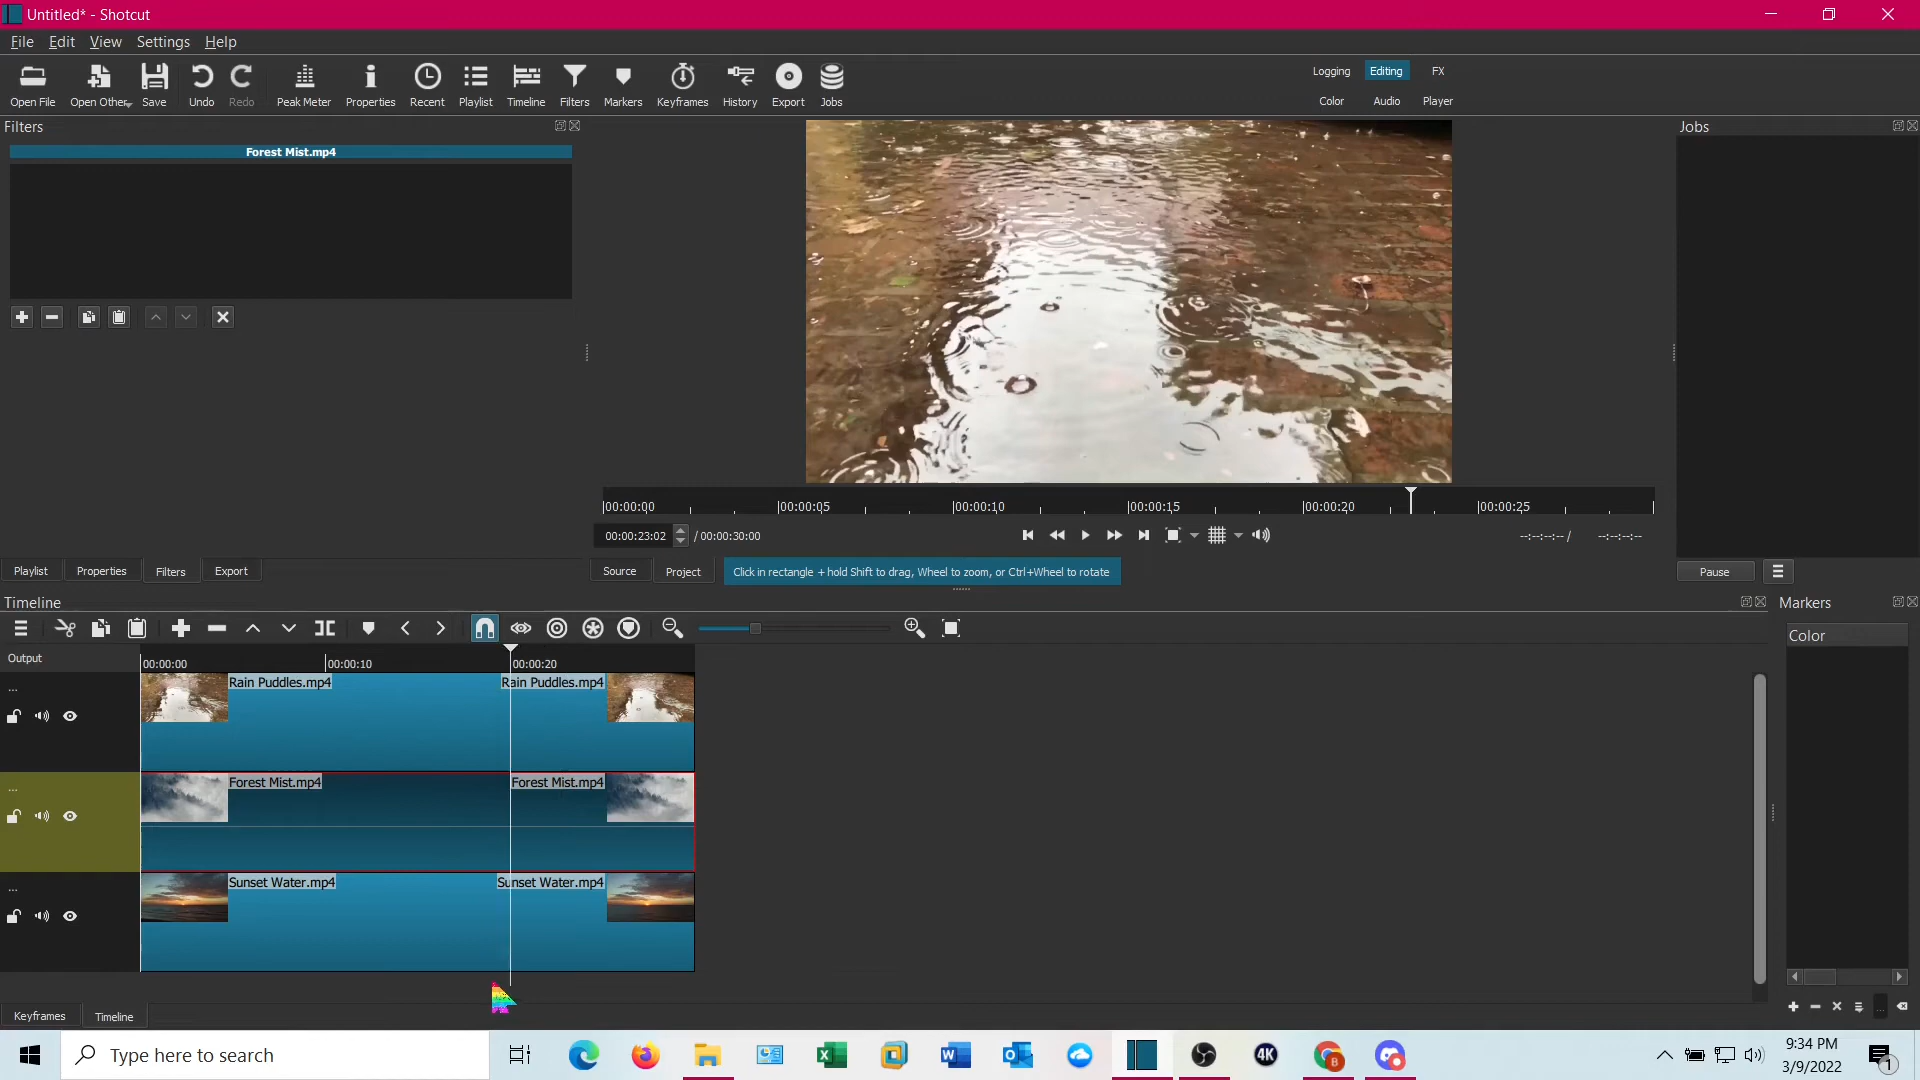 Untitled* - Shotcut
File Edit View Settings Help
Open File Open Other Save Undo Redo Peak Meter Properties Recent Playlist Timeline Filters Markers Keyframes History Export Jobs
Logging Editing FX
Color Audio Player
Filters
Jobs
Forest Mist.mp4
00:00:00 00:00:05 00:00:10 00:00:15 00:00:20 00:00:25
00:00:23:02 / 00:00:30:00
--:--:--:-- / --:--:--:--
Playlist Properties Filters Export
Source Project Click in rectangle + hold Shift to drag, Wheel to zoom, or Ctrl+Wheel to rotate
Pause
Timeline
Markers
Color
Output
00:00:00 00:00:10 00:00:20
...
Rain Puddles.mp4 Rain Puddles.mp4
...
Forest Mist.mp4 Forest Mist.mp4
...
Sunset Water.mp4 Sunset Water.mp4
...
Keyframes Timeline
Type here to search
4K
B
9:34 PM
3/9/2022
1